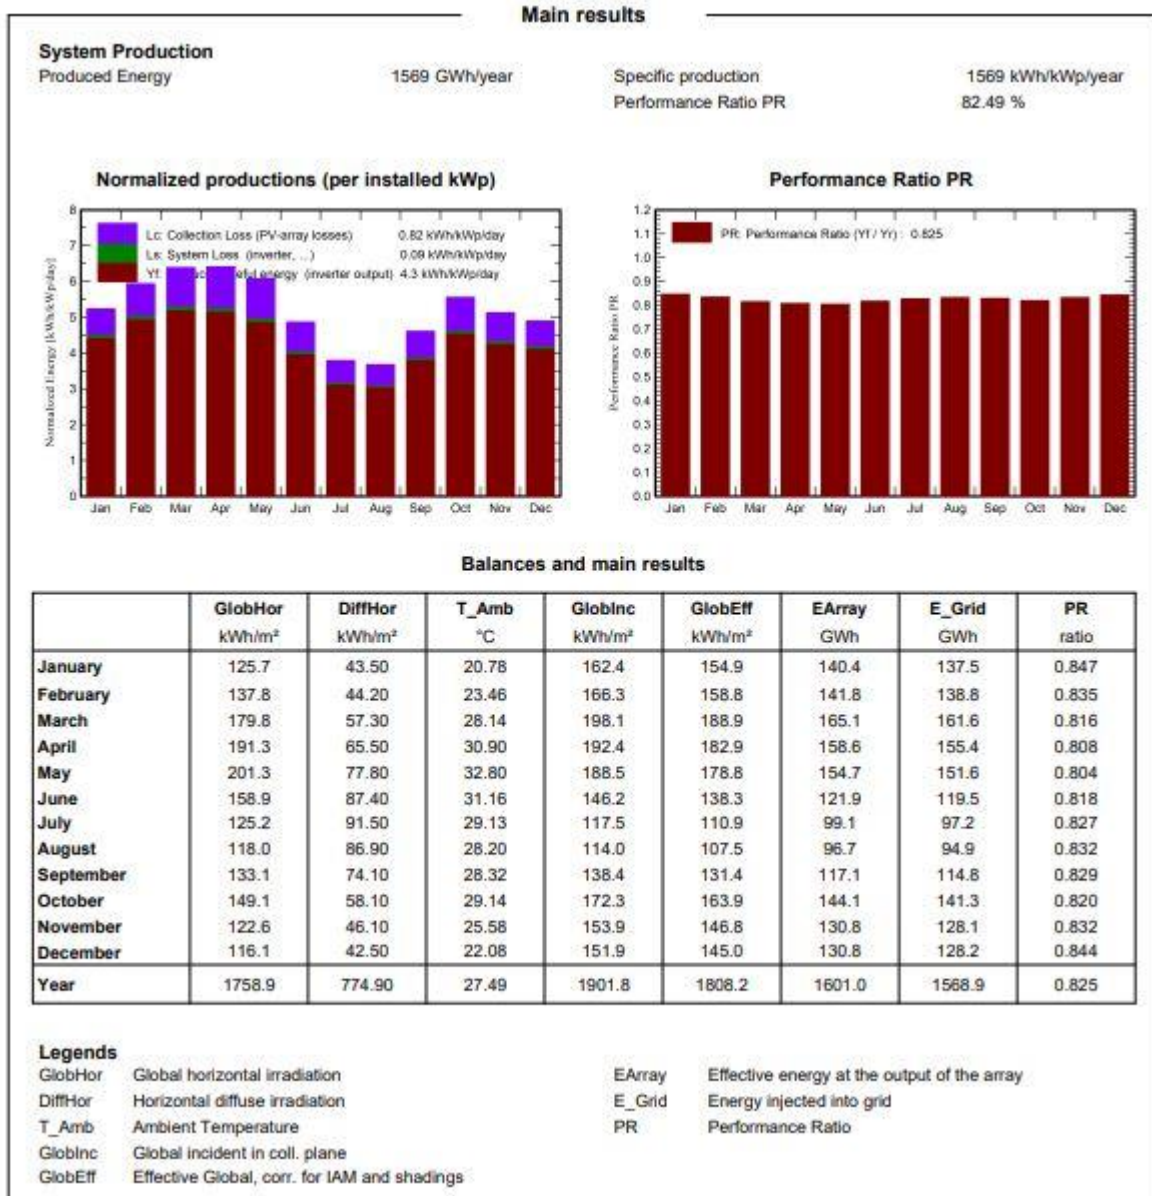 Main results
System Production
Produced Energy 1569 GWh/year Specific production 1569 kWh/kWp/year
Performance Ratio PR 82.49 %
Normalized productions (per installed kWp)
8
7
6
5
4
3
2
1
0
Normalized Energy [kWh/kWp/day]
Lc: Collection Loss (PV-array losses) 0.82 kWh/kWp/day
Ls: System Loss (inverter, ...) 0.09 kWh/kWp/day
Yf: eful energy (inverter output) 4.3 kWh/kWp/day
Jan Feb Mar Apr May Jun Jul Aug Sep Oct Nov Dec
Performance Ratio PR
1.2
1.1
1.0
0.9
0.8
0.7
0.6
0.5
0.4
0.3
0.2
0.1
0.0
Performance Ratio PR
PR: Performance Ratio (Yf / Yr) : 0.825
Jan Feb Mar Apr May Jun Jul Aug Sep Oct Nov Dec
Balances and main results
GlobHor DiffHor T_Amb GlobInc GlobEff EArray E_Grid PR
kWh/m² kWh/m² °C kWh/m² kWh/m² GWh GWh ratio
January 125.7 43.50 20.78 162.4 154.9 140.4 137.5 0.847
February 137.8 44.20 23.46 166.3 158.8 141.8 138.8 0.835
March 179.8 57.30 28.14 198.1 188.9 165.1 161.6 0.816
April 191.3 65.50 30.90 192.4 182.9 158.6 155.4 0.808
May 201.3 77.80 32.80 188.5 178.8 154.7 151.6 0.804
June 158.9 87.40 31.16 146.2 138.3 121.9 119.5 0.818
July 125.2 91.50 29.13 117.5 110.9 99.1 97.2 0.827
August 118.0 86.90 28.20 114.0 107.5 96.7 94.9 0.832
September 133.1 74.10 28.32 138.4 131.4 117.1 114.8 0.829
October 149.1 58.10 29.14 172.3 163.9 144.1 141.3 0.820
November 122.6 46.10 25.58 153.9 146.8 130.8 128.1 0.832
December 116.1 42.50 22.08 151.9 145.0 130.8 128.2 0.844
Year 1758.9 774.90 27.49 1901.8 1808.2 1601.0 1568.9 0.825
Legends
GlobHor Global horizontal irradiation EArray Effective energy at the output of the array
DiffHor Horizontal diffuse irradiation E_Grid Energy injected into grid
T_Amb Ambient Temperature PR Performance Ratio
GlobInc Global incident in coll. plane
GlobEff Effective Global, corr. for IAM and shadings